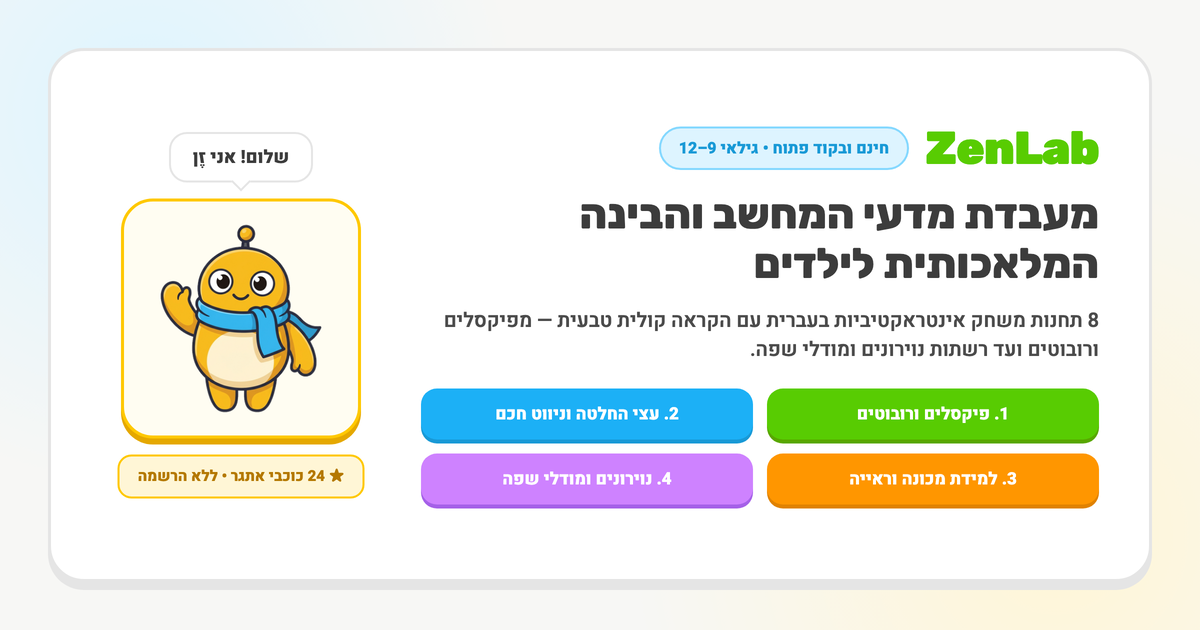 ZenLab
חינם ובקוד פתוח • גילאי 9–12
מעבדת מדעי המחשב והבינה
המלאכותית לילדים
8 תחנות משחק אינטראקטיביות בעברית עם הקראה קולית טבעית — מפיקסלים
ורובוטים ועד רשתות נוירונים ומודלי שפה.
1. פיקסלים ורובוטים
2. עצי החלטה וניווט חכם
3. למידת מכונה וראייה
4. נוירונים ומודלי שפה
שלום! אני זֶן
★ 24 כוכבי אתגר • ללא הרשמה